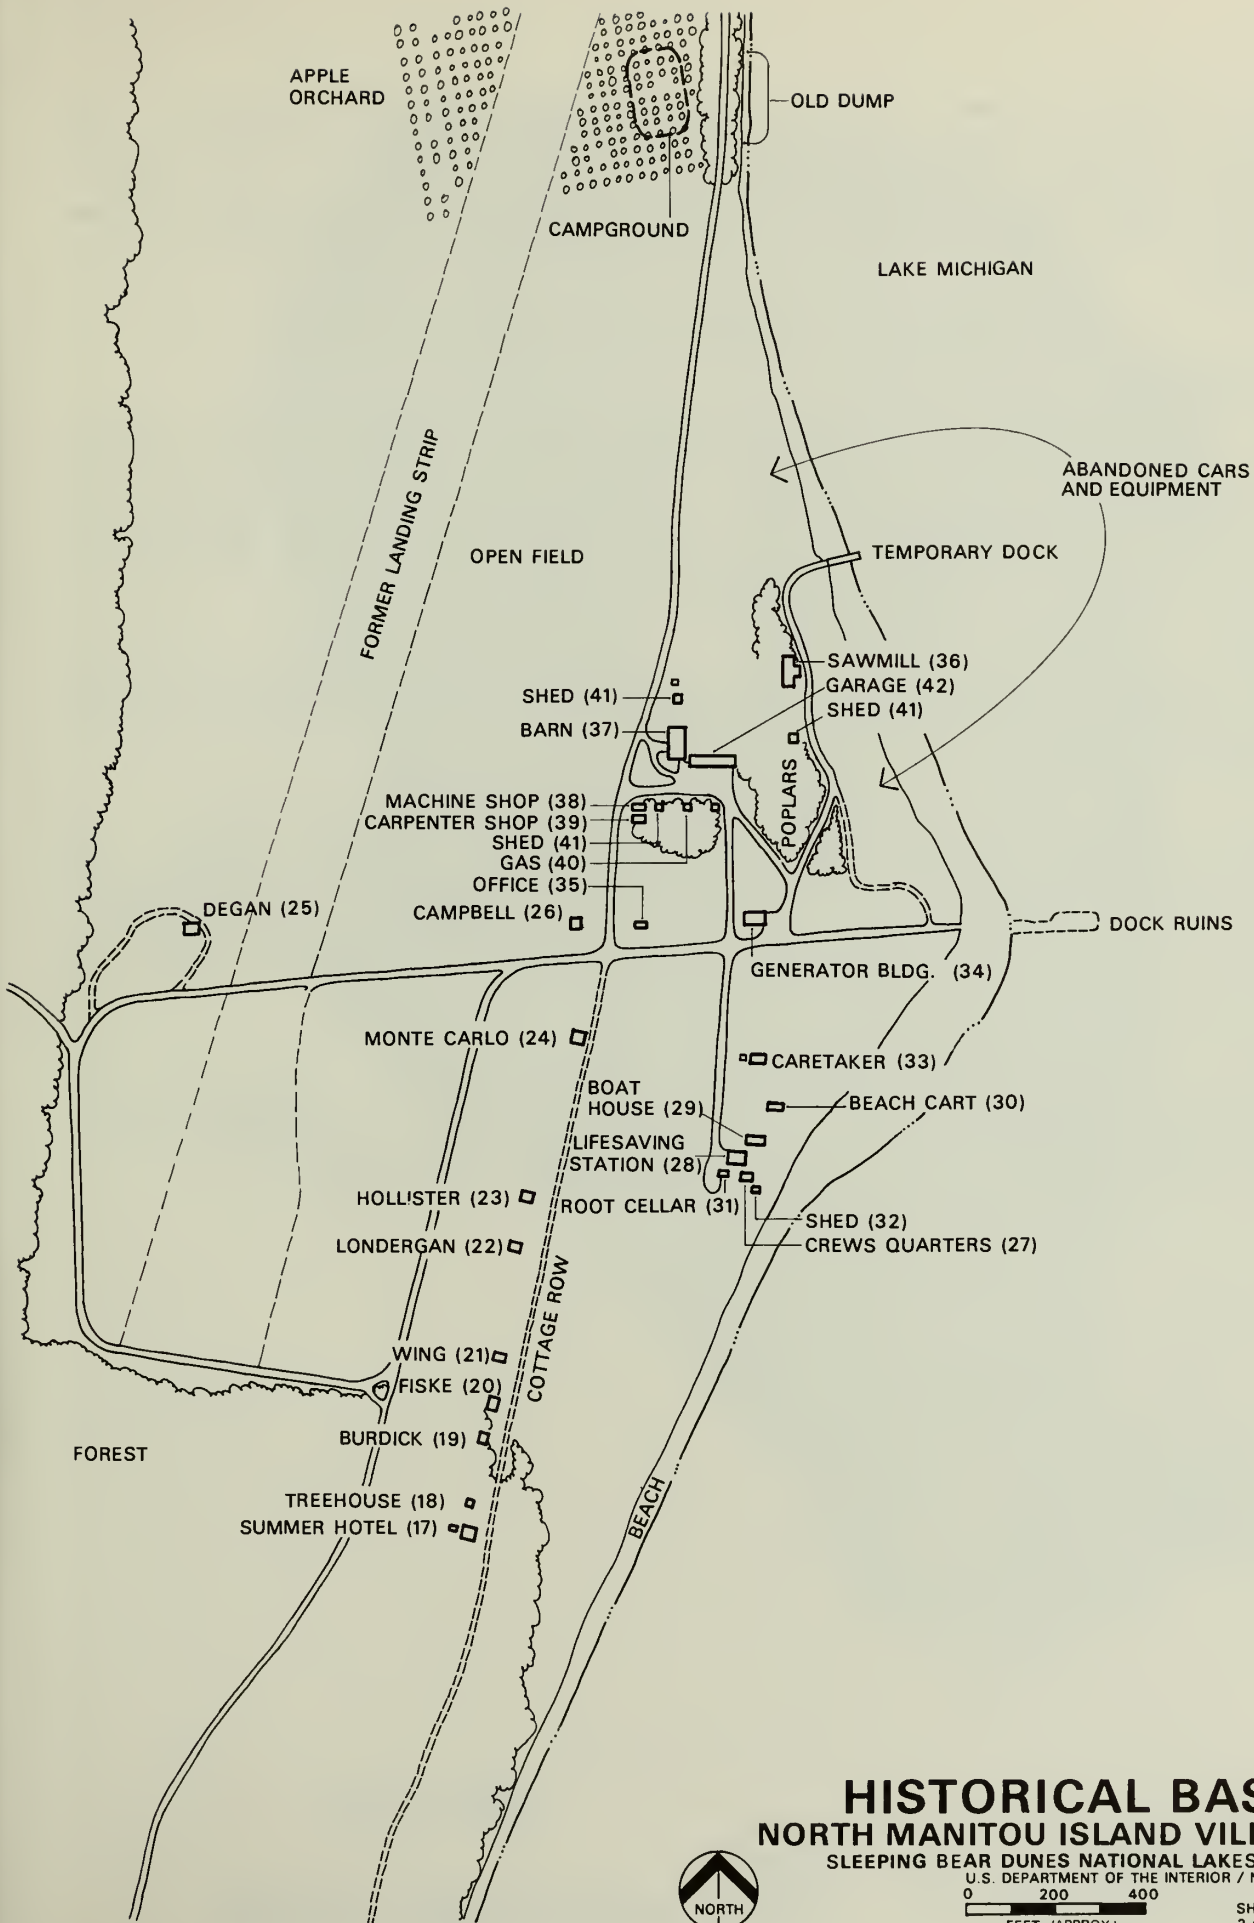 APPLE
ORCHARD
OLD DUMP
CAMPGROUND
LAKE MICHIGAN
FORMER LANDING STRIP
ABANDONED CARS
AND EQUIPMENT
OPEN FIELD
TEMPORARY DOCK
SAWMILL (36)
GARAGE (42)
SHED (41)
SHED (41)
BARN (37)
POPLARS
MACHINE SHOP (38)
CARPENTER SHOP (39)
SHED (41)
GAS (40)
OFFICE (35)
DEGAN (25)
CAMPBELL (26)
DOCK RUINS
GENERATOR BLDG. (34)
MONTE CARLO (24)
CARETAKER (33)
BOAT
HOUSE (29)
BEACH CART (30)
LIFESAVING
STATION (28)
HOLLISTER (23)
ROOT CELLAR (31)
SHED (32)
LONDERGAN (22)
CREWS QUARTERS (27)
COTTAGE ROW
WING (21)
FISKE (20)
BURDICK (19)
FOREST
TREEHOUSE (18)
BEACH
SUMMER HOTEL (17)
HISTORICAL BAS
NORTH MANITOU ISLAND VILL
SLEEPING BEAR DUNES NATIONAL LAKES
U.S. DEPARTMENT OF THE INTERIOR / N
0 200 400
NORTH
SH
FEET (APPROX.)